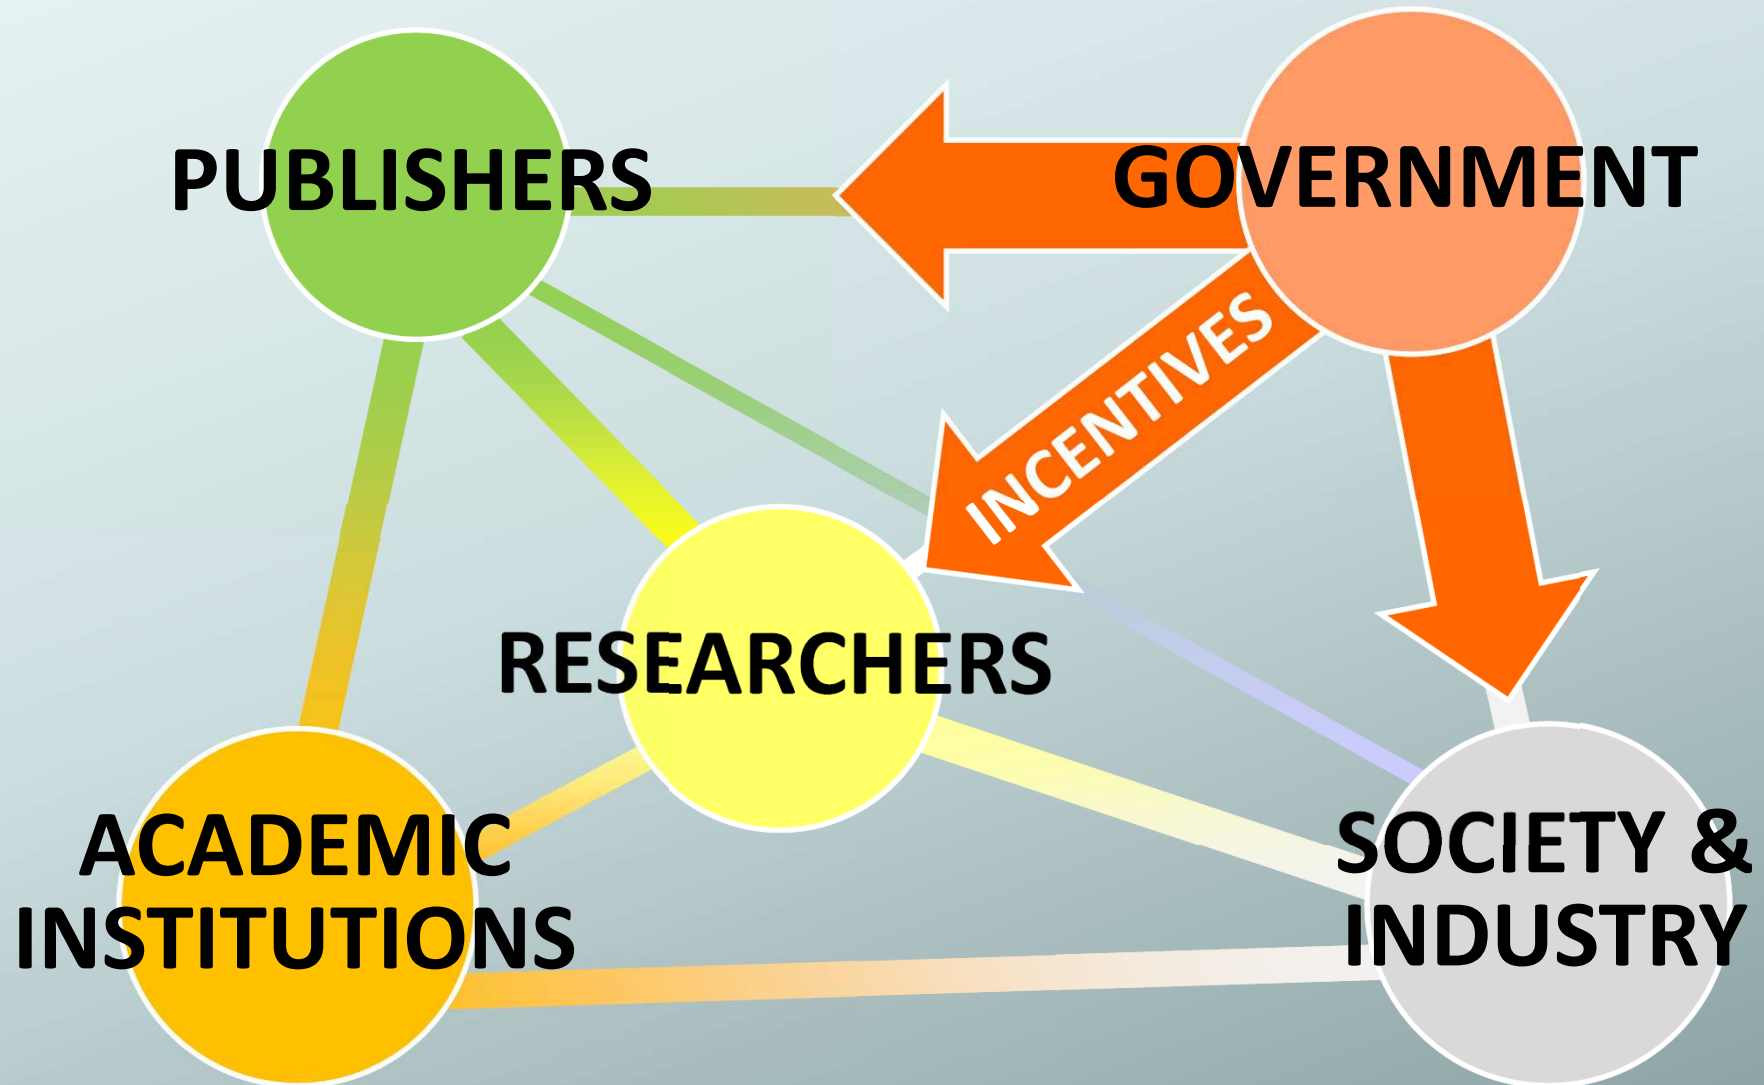 PUBLISHERS
GOVERNMENT
INCENTIVES
RESEARCHERS
ACADEMIC
INSTITUTIONS
SOCIETY &
INDUSTRY